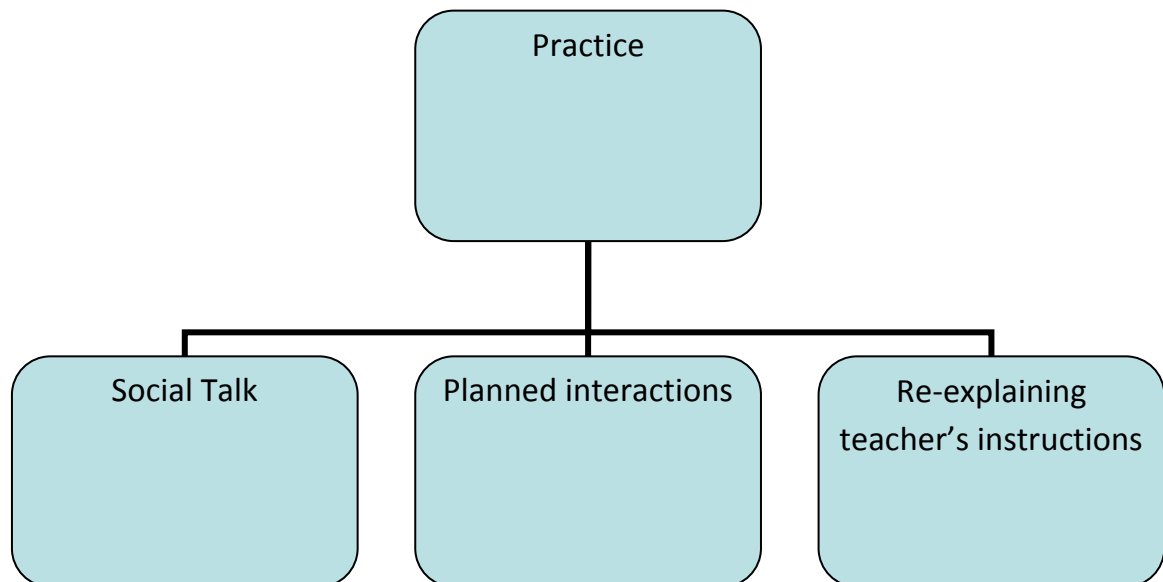 Practice
Social Talk
Planned interactions
Re-explaining
teacher’s instructions